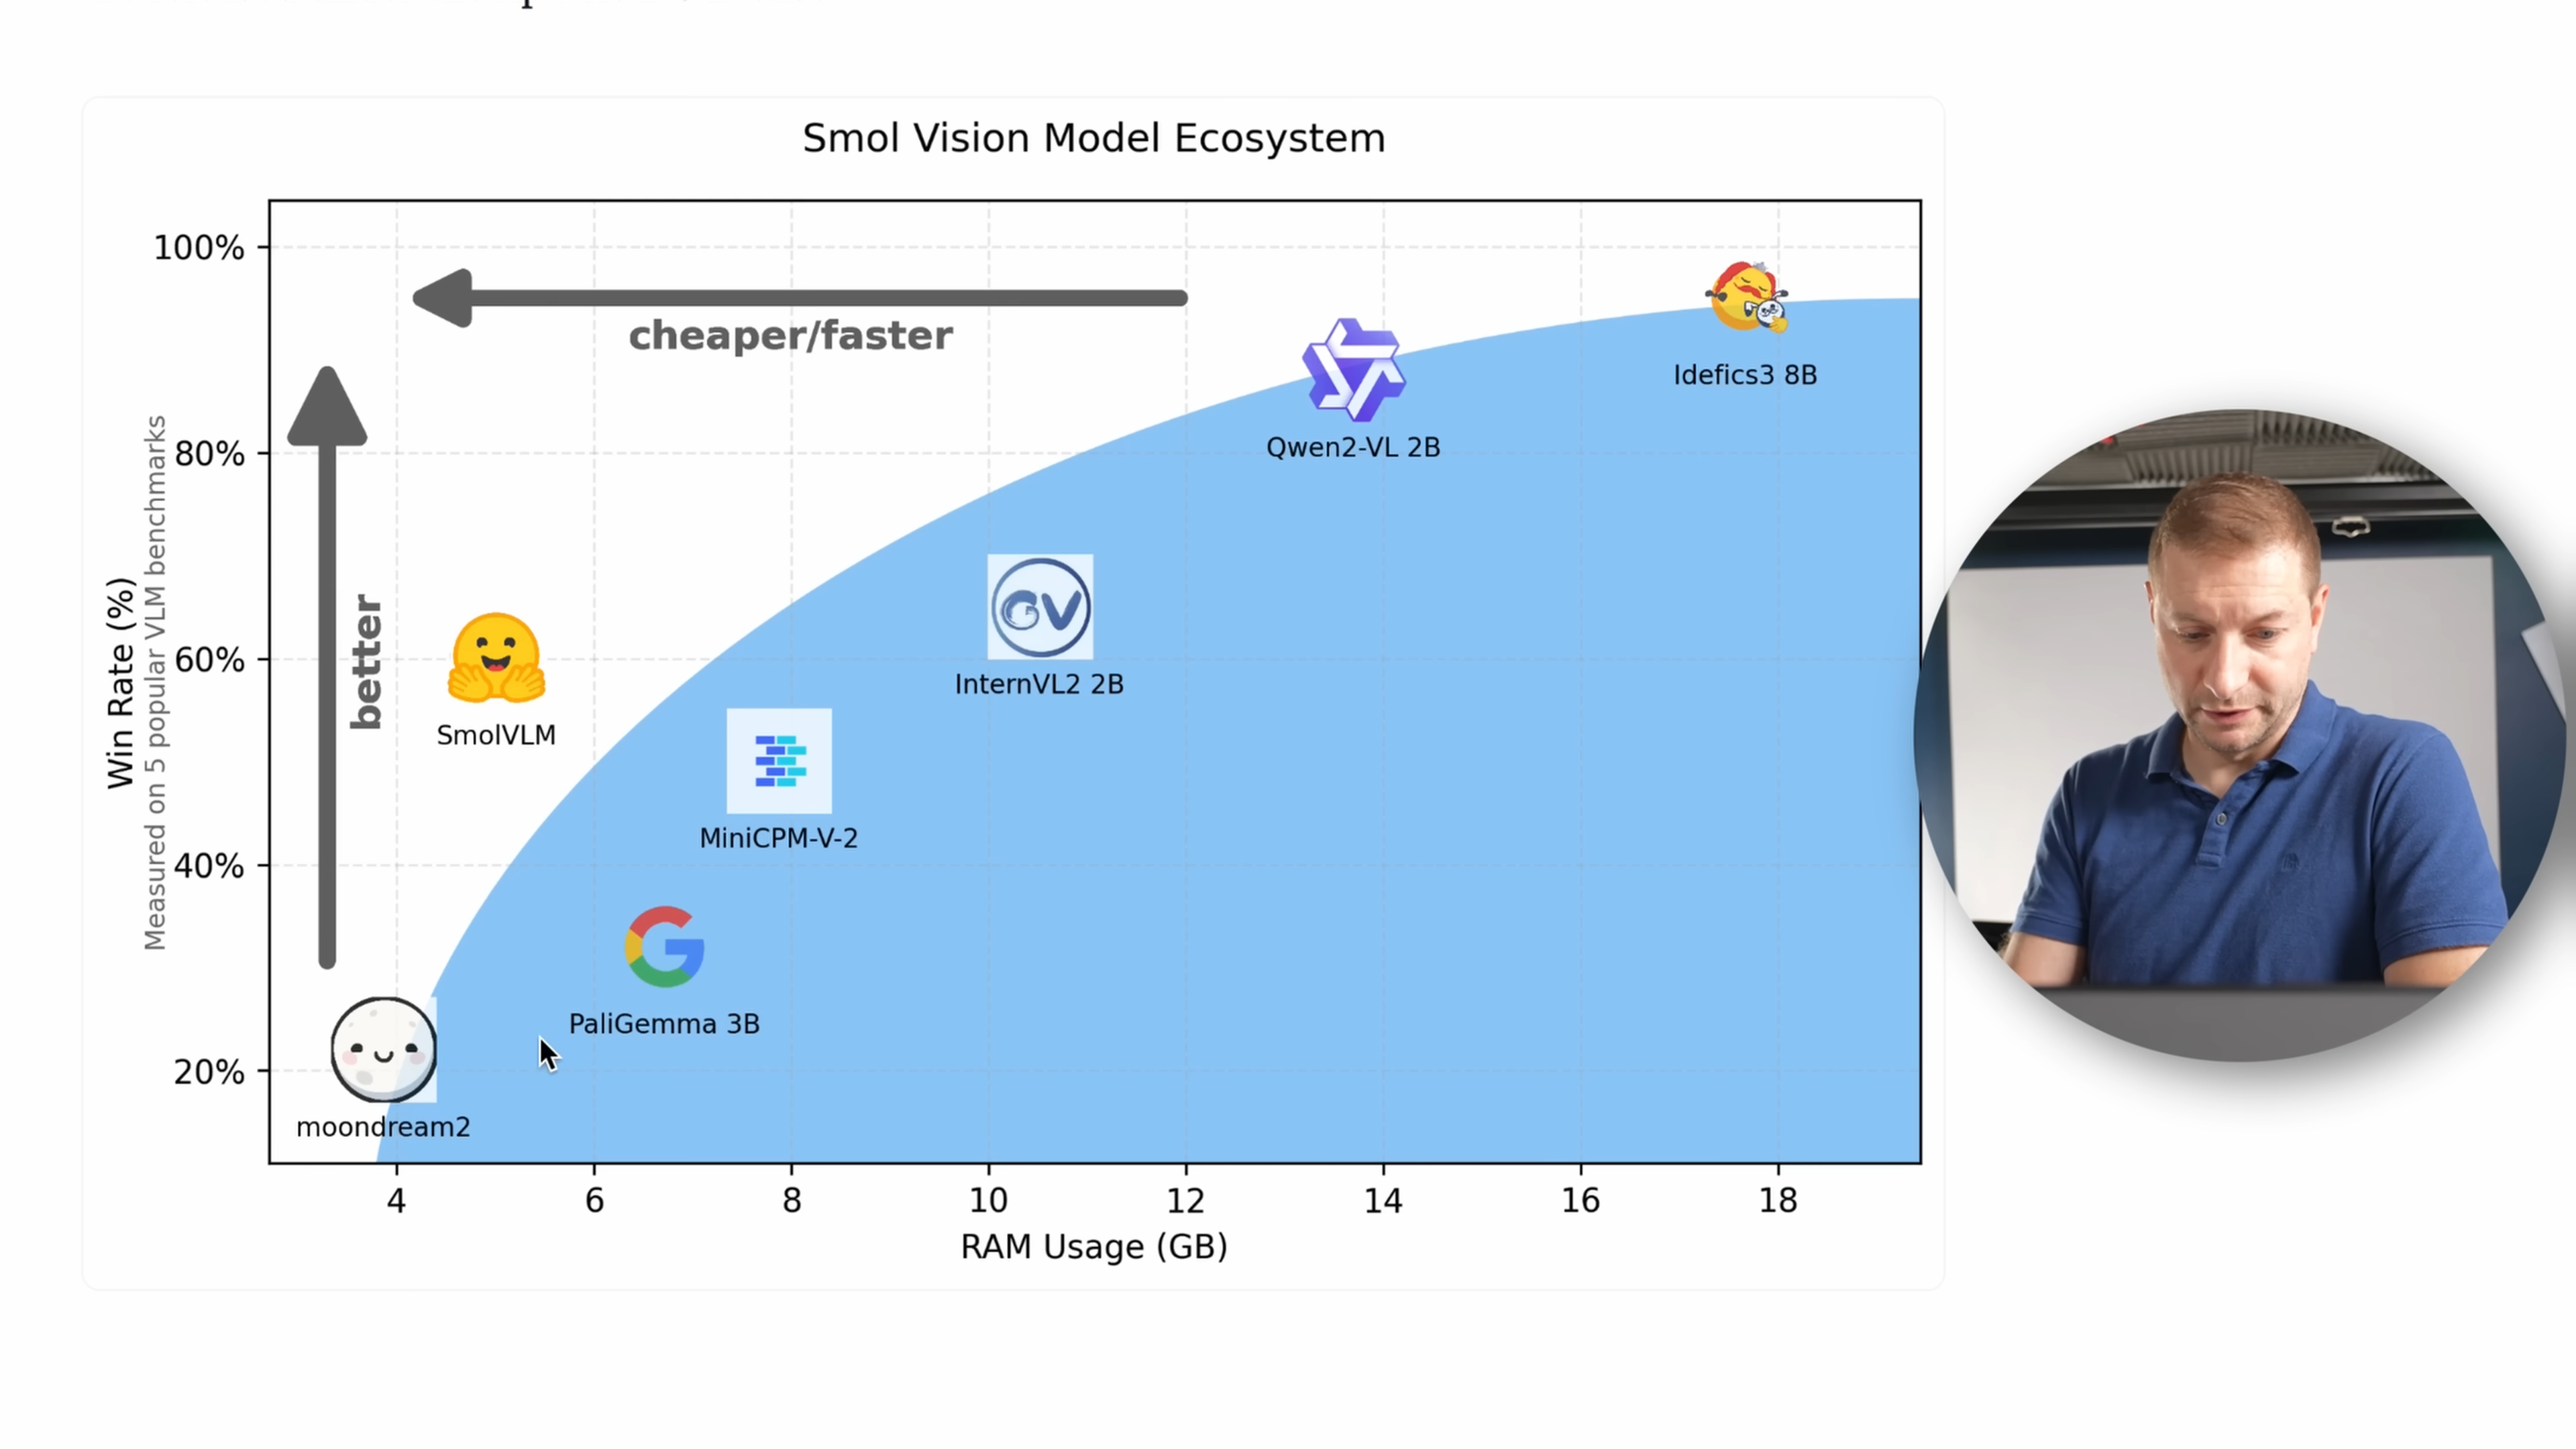 Smol Vision Model Ecosystem
100%
80%
60%
40%
20%
Win Rate (%)
Measured on 5 popular VLM benchmarks
cheaper/faster
better
Idefics3 8B
Qwen2-VL 2B
GV
InternVL2 2B
SmolVLM
MiniCPM-V-2
G
PaliGemma 3B
moondream2
4 6 8 10 12 14 16 18
RAM Usage (GB)